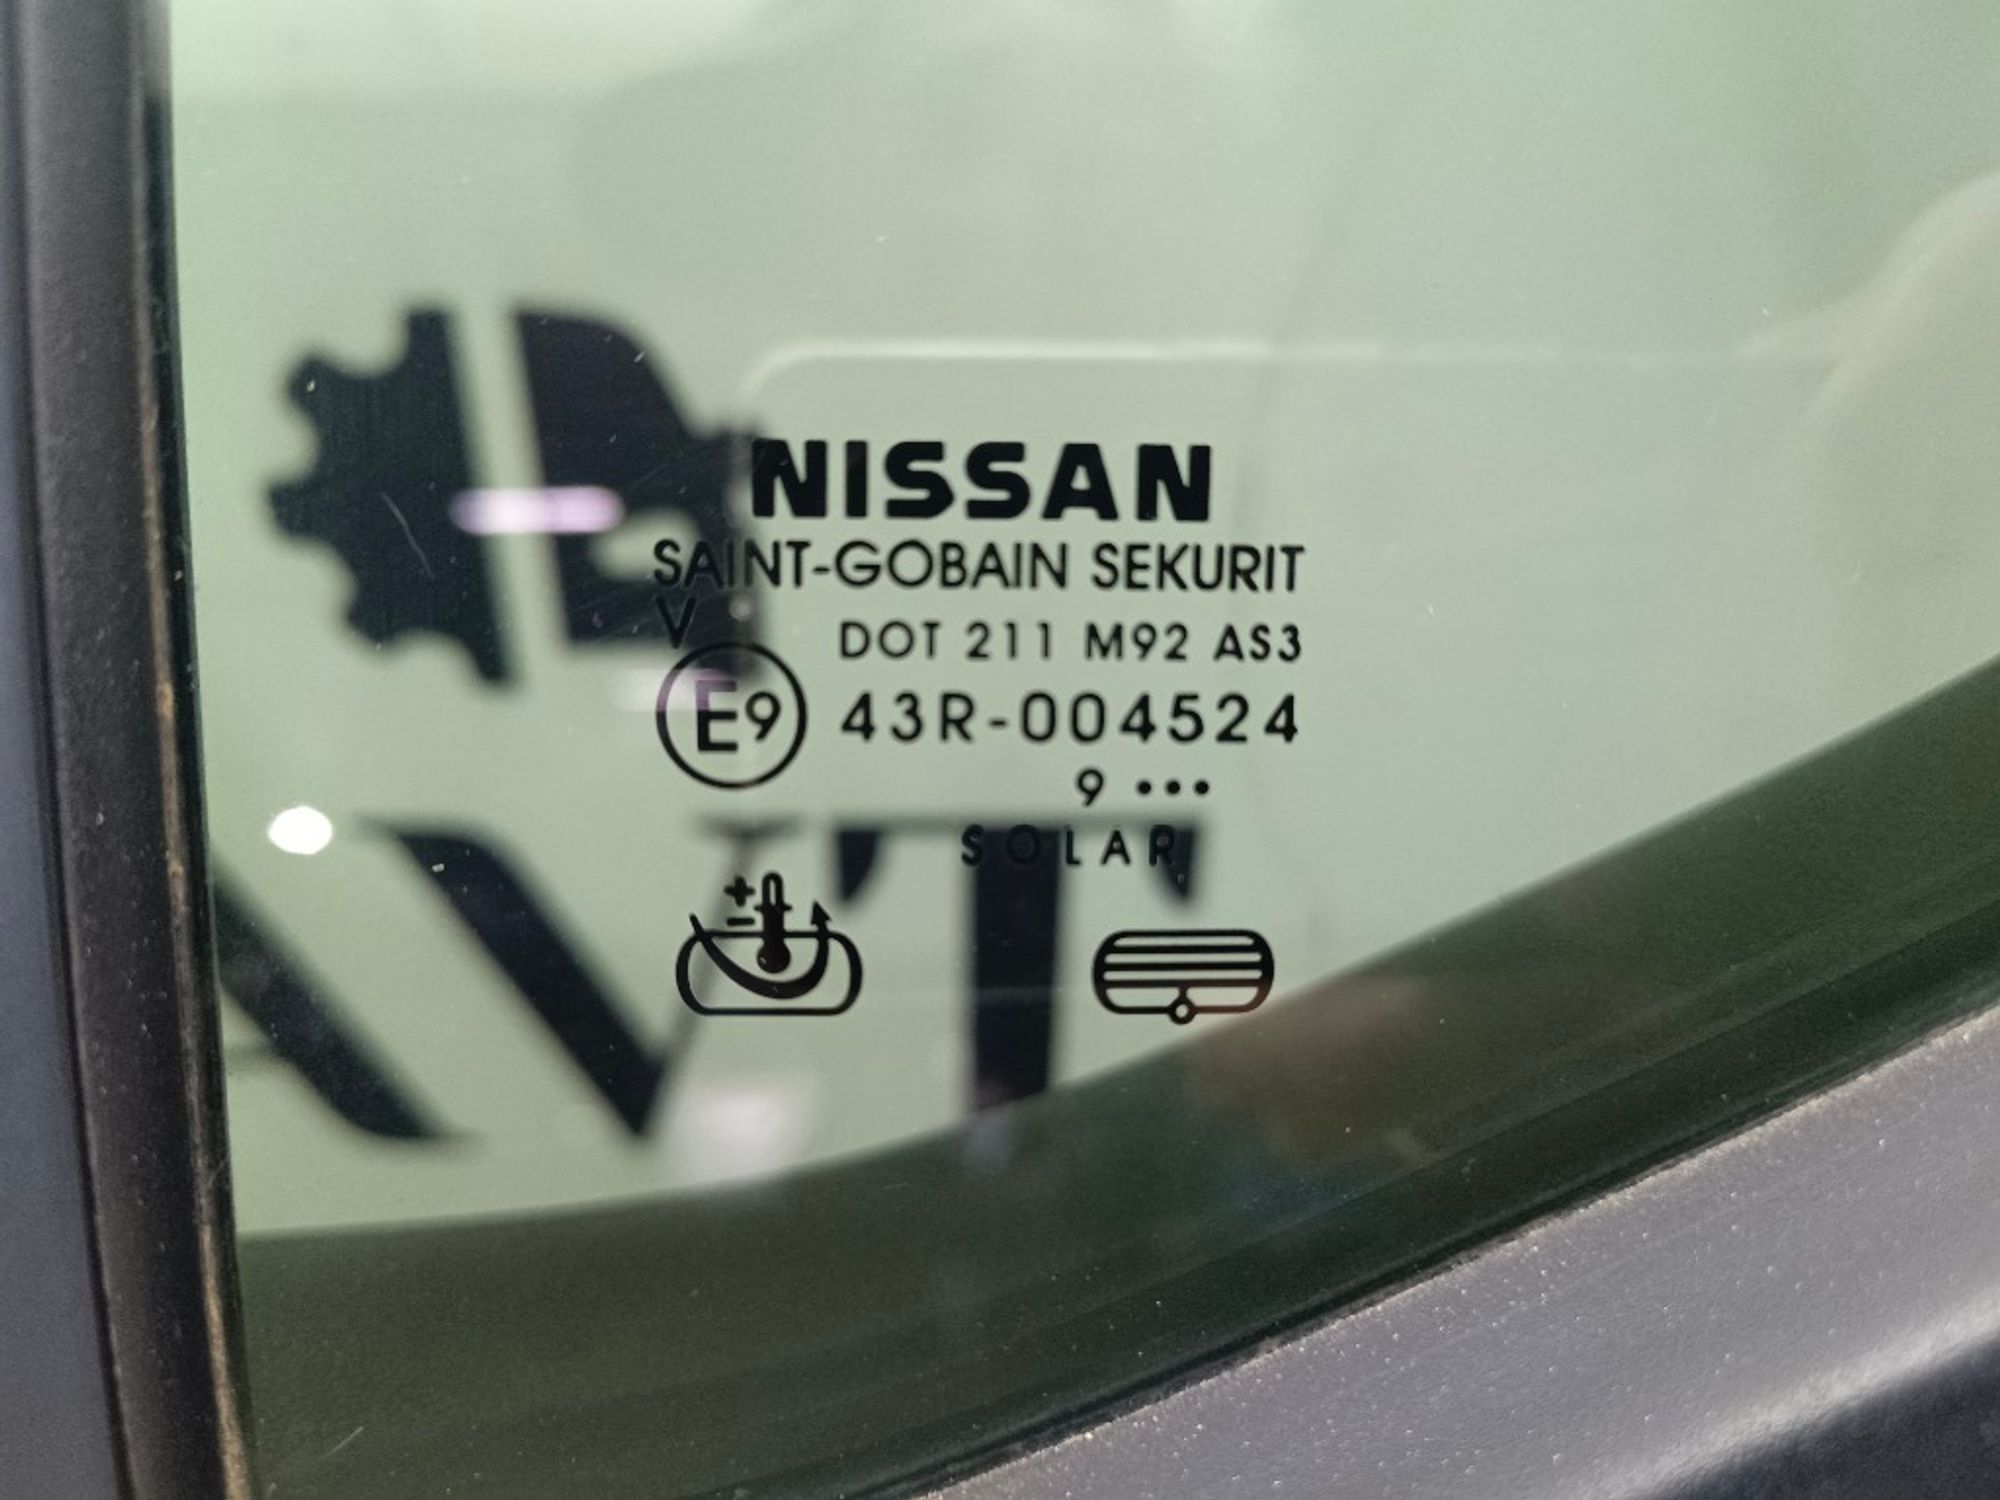 NISSAN
SAINT-GOBAIN SEKURIT
V
DOT 211 M92 AS3
E9 43R-004524
9 •••
SOLAR
+
-